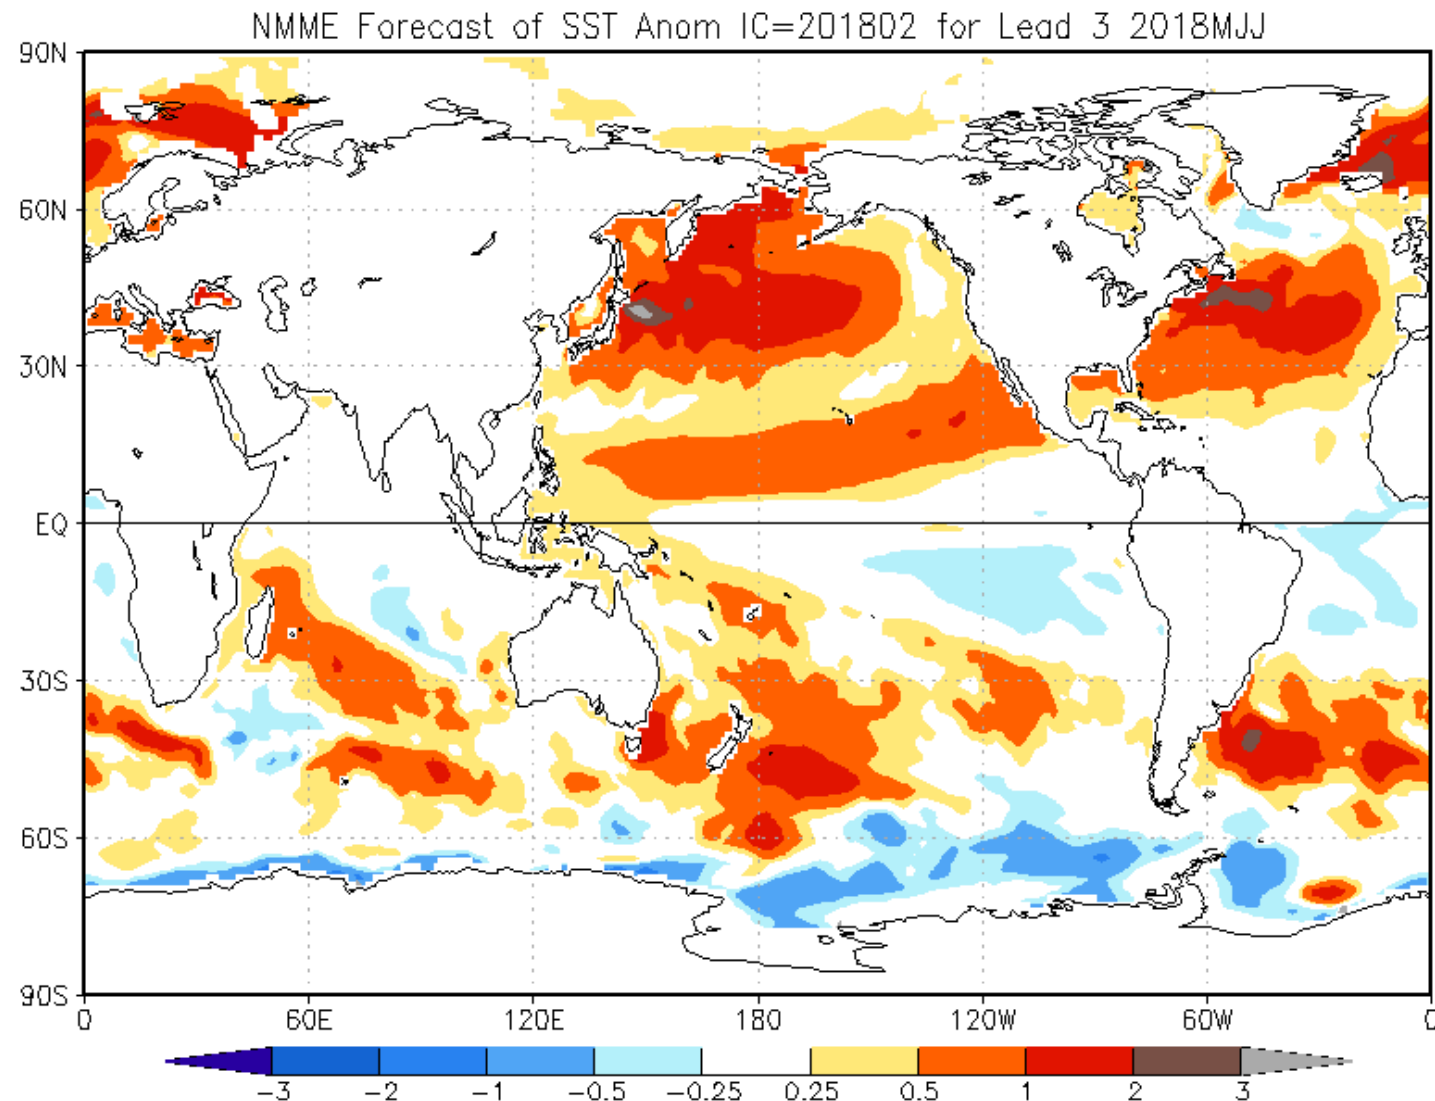 NMME Forecast of SST Anom IC=201802 for Lead 3 2018MJJ
90N
60N
30N
EQ
30S
60S
90S
0 60E 120E 180 120W 60W 0
-3 -2 -1 -0.5 -0.25 0.25 0.5 1 2 3